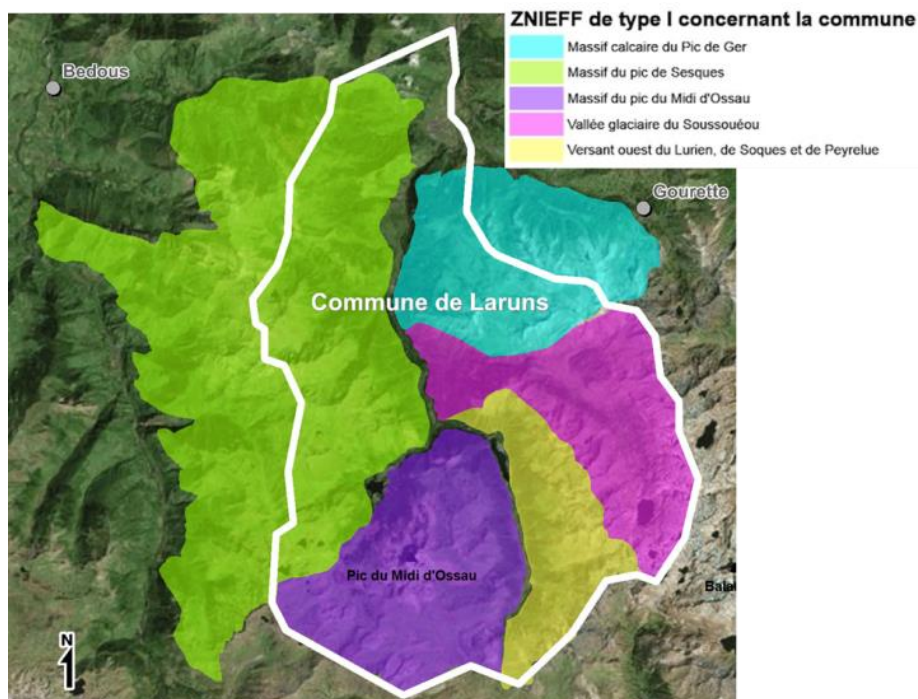 ZNIEFF de type I concernant la commune
Massif calcaire du Pic de Ger
Massif du pic de Sesques
Massif du pic du Midi d'Ossau
Vallée glaciaire du Soussouéou
Versant ouest du Lurien, de Soques et de Peyrelue
Bedous
Gourette
Commune de Laruns
Pic du Midi d'Ossau
N